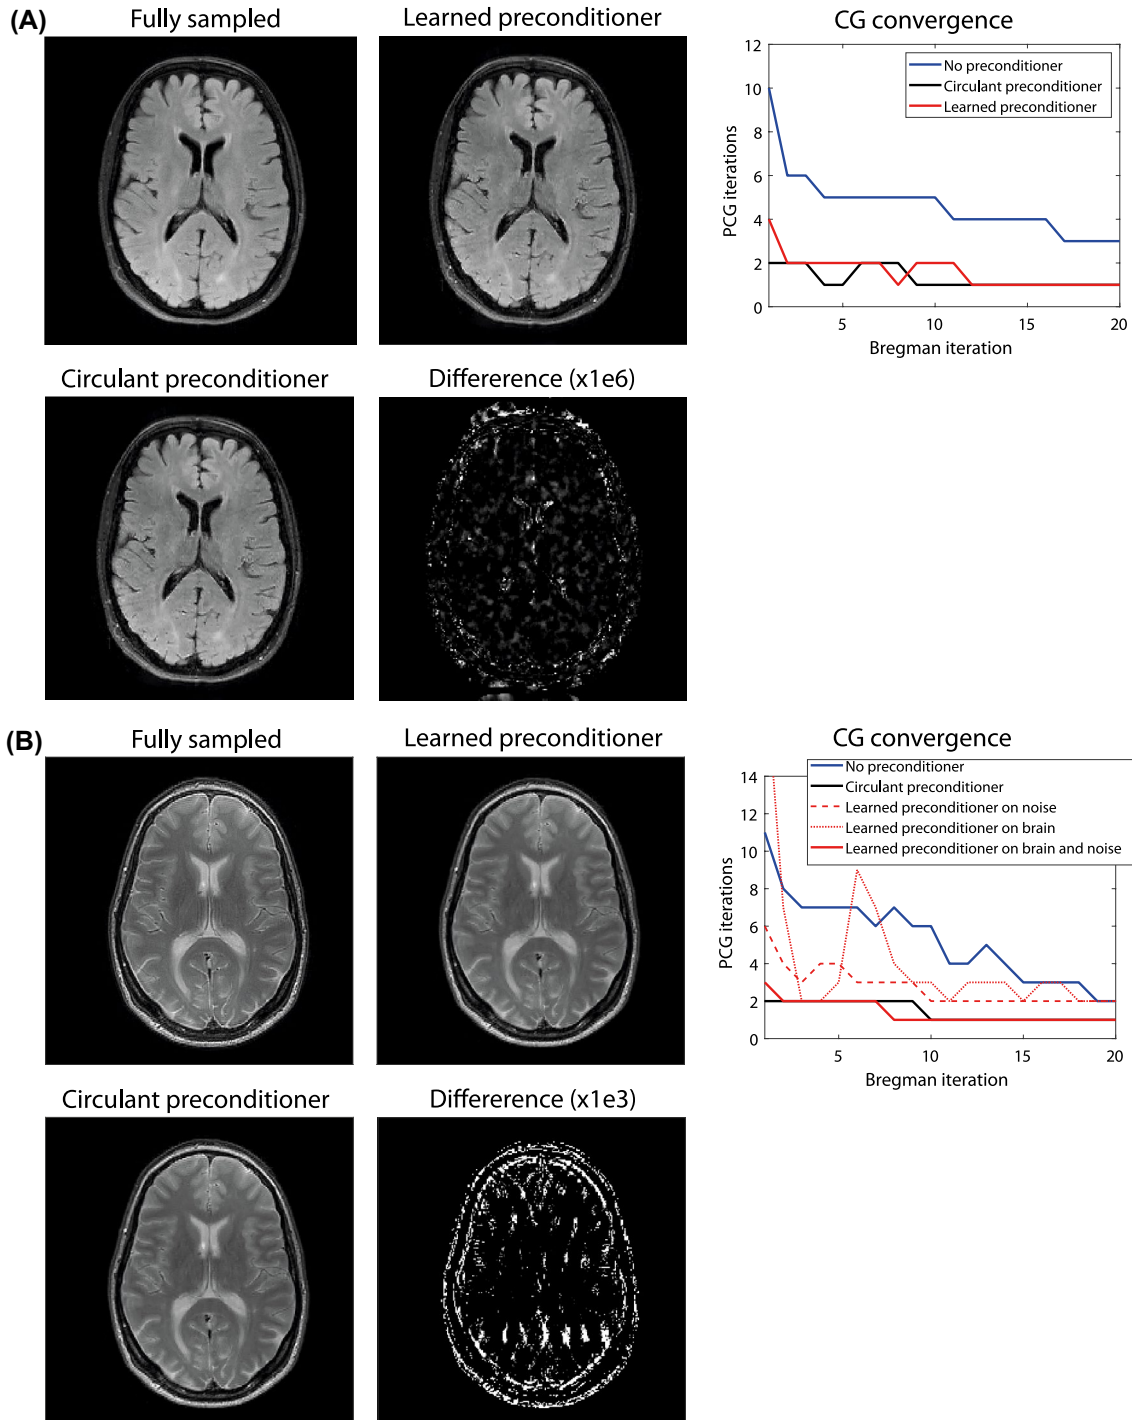 (A)
Fully sampled
Learned preconditioner
CG convergence
12
10
8
6
4
2
0
PCG iterations
No preconditioner
Circulant preconditioner
Learned preconditioner
5
10
15
20
Bregman iteration
Circulant preconditioner
Differerence (x1e6)
(B)
Fully sampled
Learned preconditioner
CG convergence
14
12
10
8
6
4
2
0
PCG iterations
No preconditioner
Circulant preconditioner
Learned preconditioner on noise
Learned preconditioner on brain
Learned preconditioner on brain and noise
5
10
15
20
Bregman iteration
Circulant preconditioner
Differerence (x1e3)